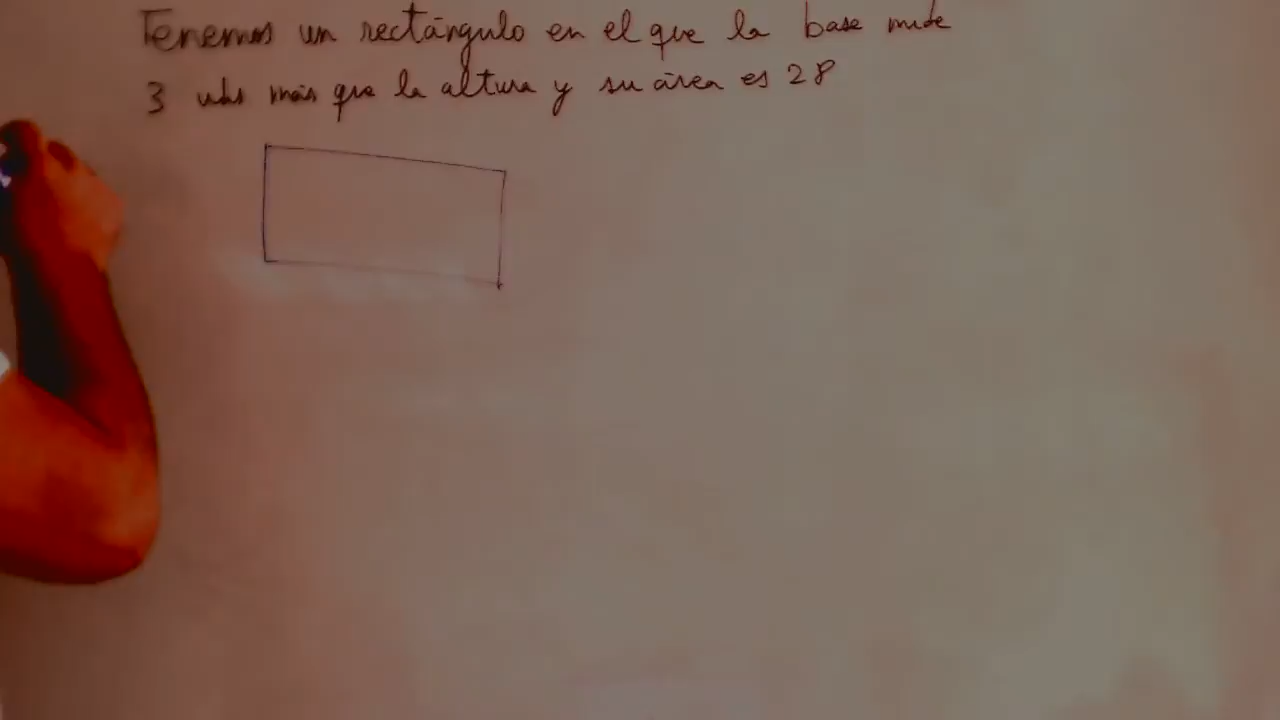 Tenemos un rectángulo en el que la base mide
3 uds más que la altura y su área es 28